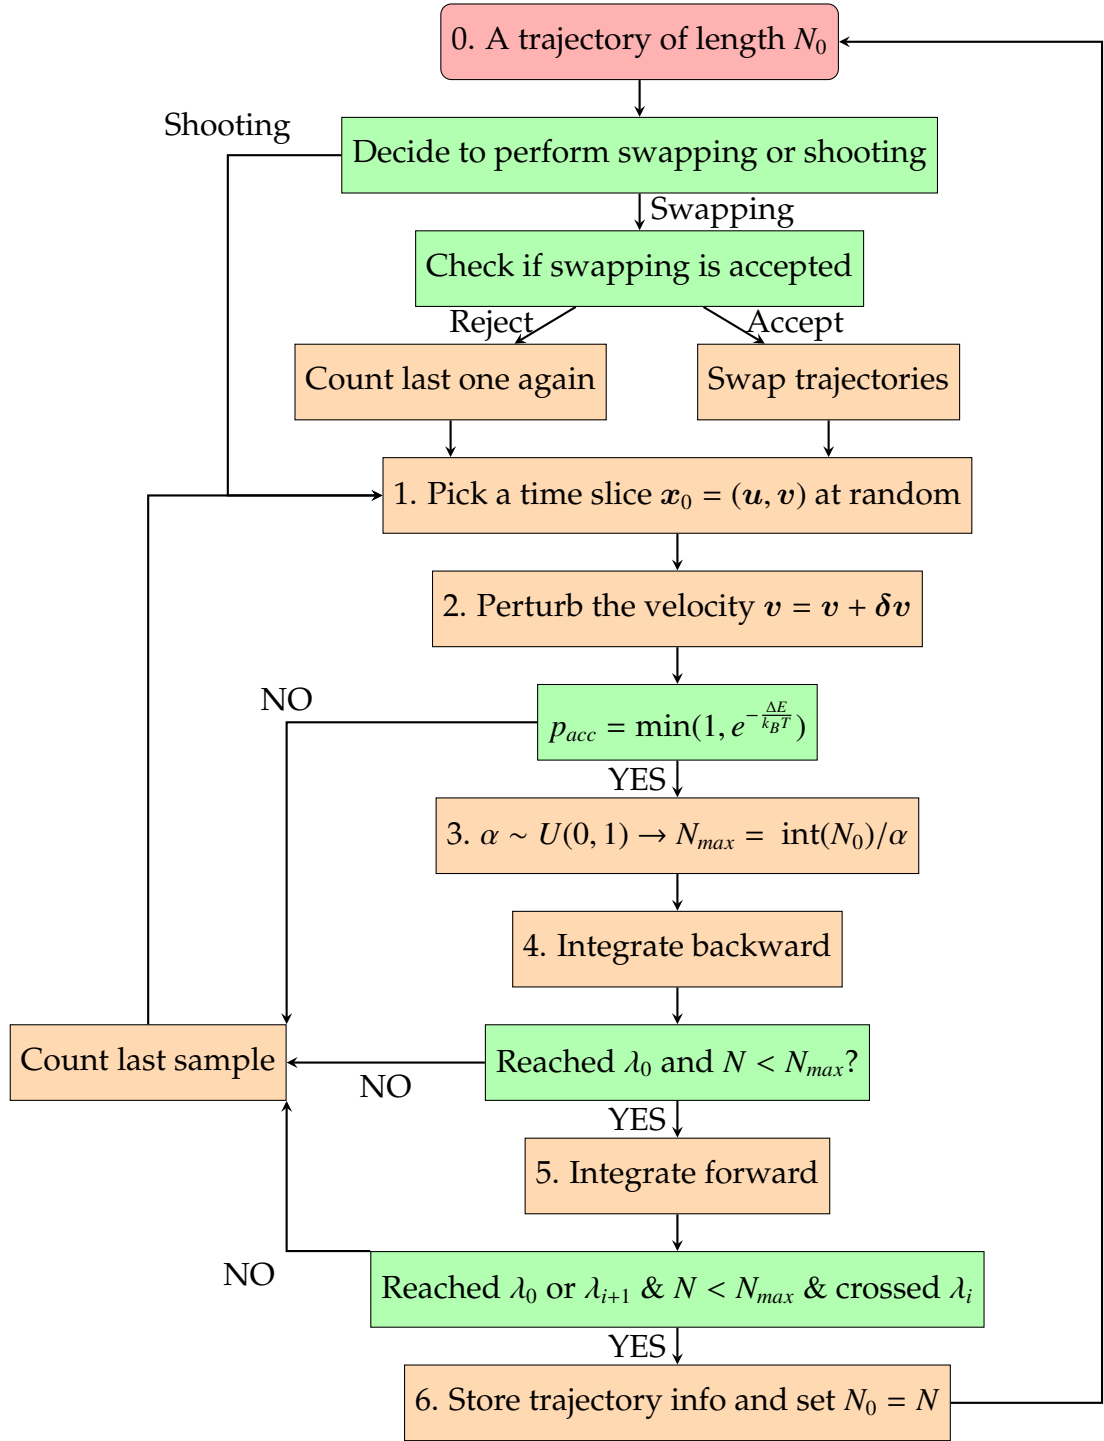 0. A trajectory of length N₀
Shooting
Decide to perform swapping or shooting
Swapping
Check if swapping is accepted
Reject
Accept
Count last one again
Swap trajectories
1. Pick a time slice x₀ = (u, v) at random
2. Perturb the velocity v = v + δv
NO
p_acc = min(1, e^{-\frac{ΔE}{k_B T}})
YES
3. α ∼ U(0, 1) → N_max = int(N₀)/α
4. Integrate backward
Count last sample
Reached λ₀ and N < N_max?
NO
YES
5. Integrate forward
NO
Reached λ₀ or λ_{i+1} & N < N_max & crossed λ_i
YES
6. Store trajectory info and set N₀ = N